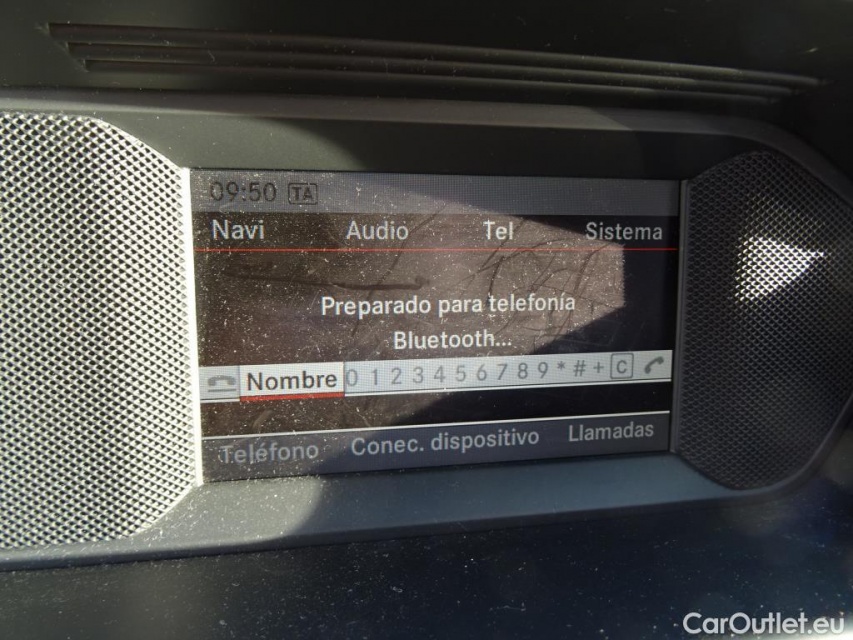 09:50 TA
Navi Audio Tel Sistema
Preparado para telefonía
Bluetooth...
Nombre 0 1 2 3 4 5 6 7 8 9 * # + C
Teléfono Conec. dispositivo Llamadas
CarOutlet.eu